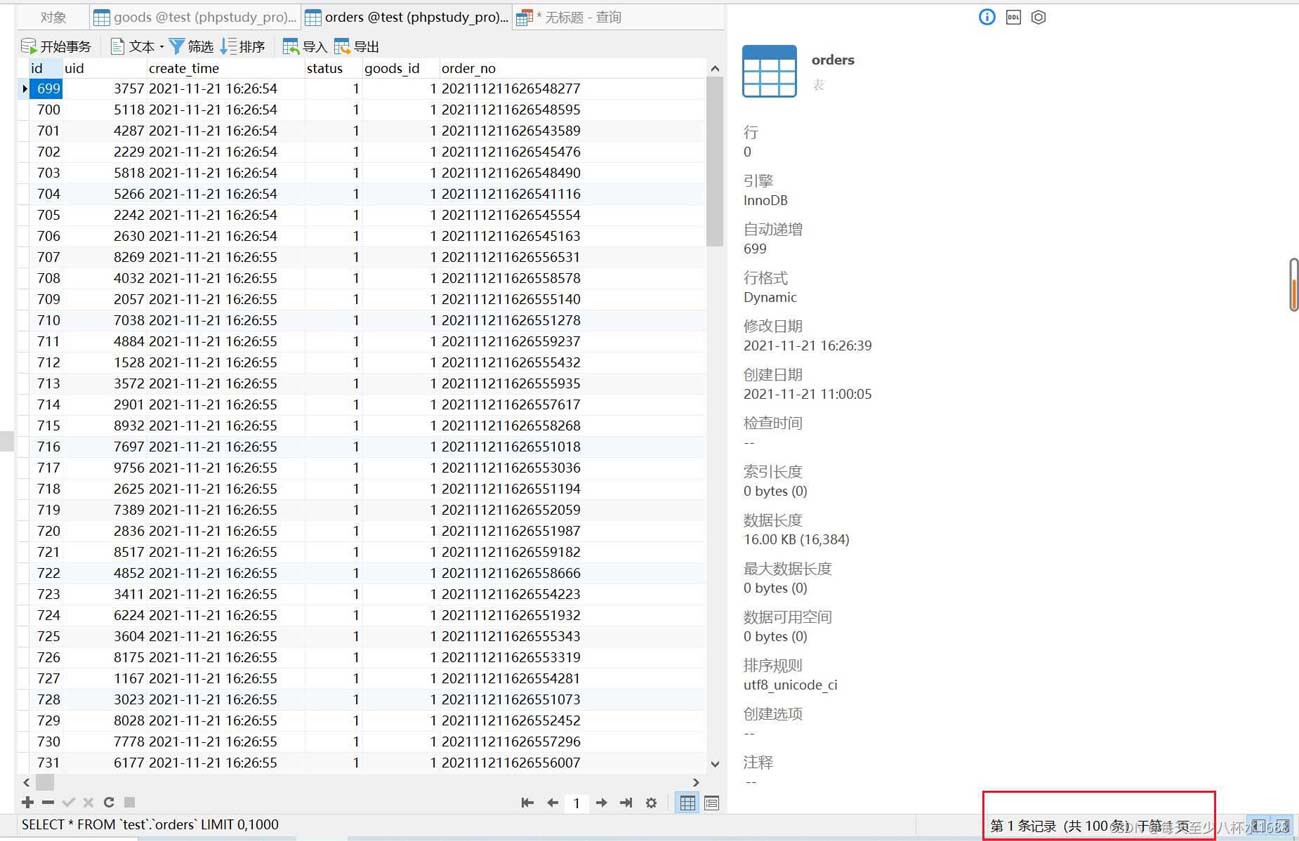 对象 goods @test (phpstudy_pro)... orders @test (phpstudy_pro)... * 无标题 - 查询
开始事务 文本 筛选 排序 导入 导出
id uid create_time status goods_id order_no
699 3757 2021-11-21 16:26:54 1 1 202111211626548277
700 5118 2021-11-21 16:26:54 1 1 202111211626548595
701 4287 2021-11-21 16:26:54 1 1 202111211626543589
702 2229 2021-11-21 16:26:54 1 1 202111211626545476
703 5818 2021-11-21 16:26:54 1 1 202111211626548490
704 5266 2021-11-21 16:26:54 1 1 202111211626541116
705 2242 2021-11-21 16:26:54 1 1 202111211626545554
706 2630 2021-11-21 16:26:54 1 1 202111211626545163
707 8269 2021-11-21 16:26:55 1 1 202111211626556531
708 4032 2021-11-21 16:26:55 1 1 202111211626558578
709 2057 2021-11-21 16:26:55 1 1 202111211626555140
710 7038 2021-11-21 16:26:55 1 1 202111211626551278
711 4884 2021-11-21 16:26:55 1 1 202111211626559237
712 1528 2021-11-21 16:26:55 1 1 202111211626555432
713 3572 2021-11-21 16:26:55 1 1 202111211626555935
714 2901 2021-11-21 16:26:55 1 1 202111211626557617
715 8932 2021-11-21 16:26:55 1 1 202111211626558268
716 7697 2021-11-21 16:26:55 1 1 202111211626551018
717 9756 2021-11-21 16:26:55 1 1 202111211626553036
718 2625 2021-11-21 16:26:55 1 1 202111211626551194
719 7389 2021-11-21 16:26:55 1 1 202111211626552059
720 2836 2021-11-21 16:26:55 1 1 202111211626551987
721 8517 2021-11-21 16:26:55 1 1 202111211626559182
722 4852 2021-11-21 16:26:55 1 1 202111211626558666
723 3411 2021-11-21 16:26:55 1 1 202111211626554223
724 6224 2021-11-21 16:26:55 1 1 202111211626551932
725 3604 2021-11-21 16:26:55 1 1 202111211626555343
726 8175 2021-11-21 16:26:55 1 1 202111211626553319
727 1167 2021-11-21 16:26:55 1 1 202111211626554281
728 3023 2021-11-21 16:26:55 1 1 202111211626551073
729 8028 2021-11-21 16:26:55 1 1 202111211626552452
730 7778 2021-11-21 16:26:55 1 1 202111211626557296
731 6177 2021-11-21 16:26:55 1 1 202111211626556007
1
SELECT * FROM `test`.`orders` LIMIT 0,1000
DDL
orders
表
行
0
引擎
InnoDB
自动递增
699
行格式
Dynamic
修改日期
2021-11-21 16:26:39
创建日期
2021-11-21 11:00:05
检查时间
--
索引长度
0 bytes (0)
数据长度
16.00 KB (16,384)
最大数据长度
0 bytes (0)
数据可用空间
0 bytes (0)
排序规则
utf8_unicode_ci
创建选项
--
注释
--
第 1 条记录（共 100 条）于第 1 页